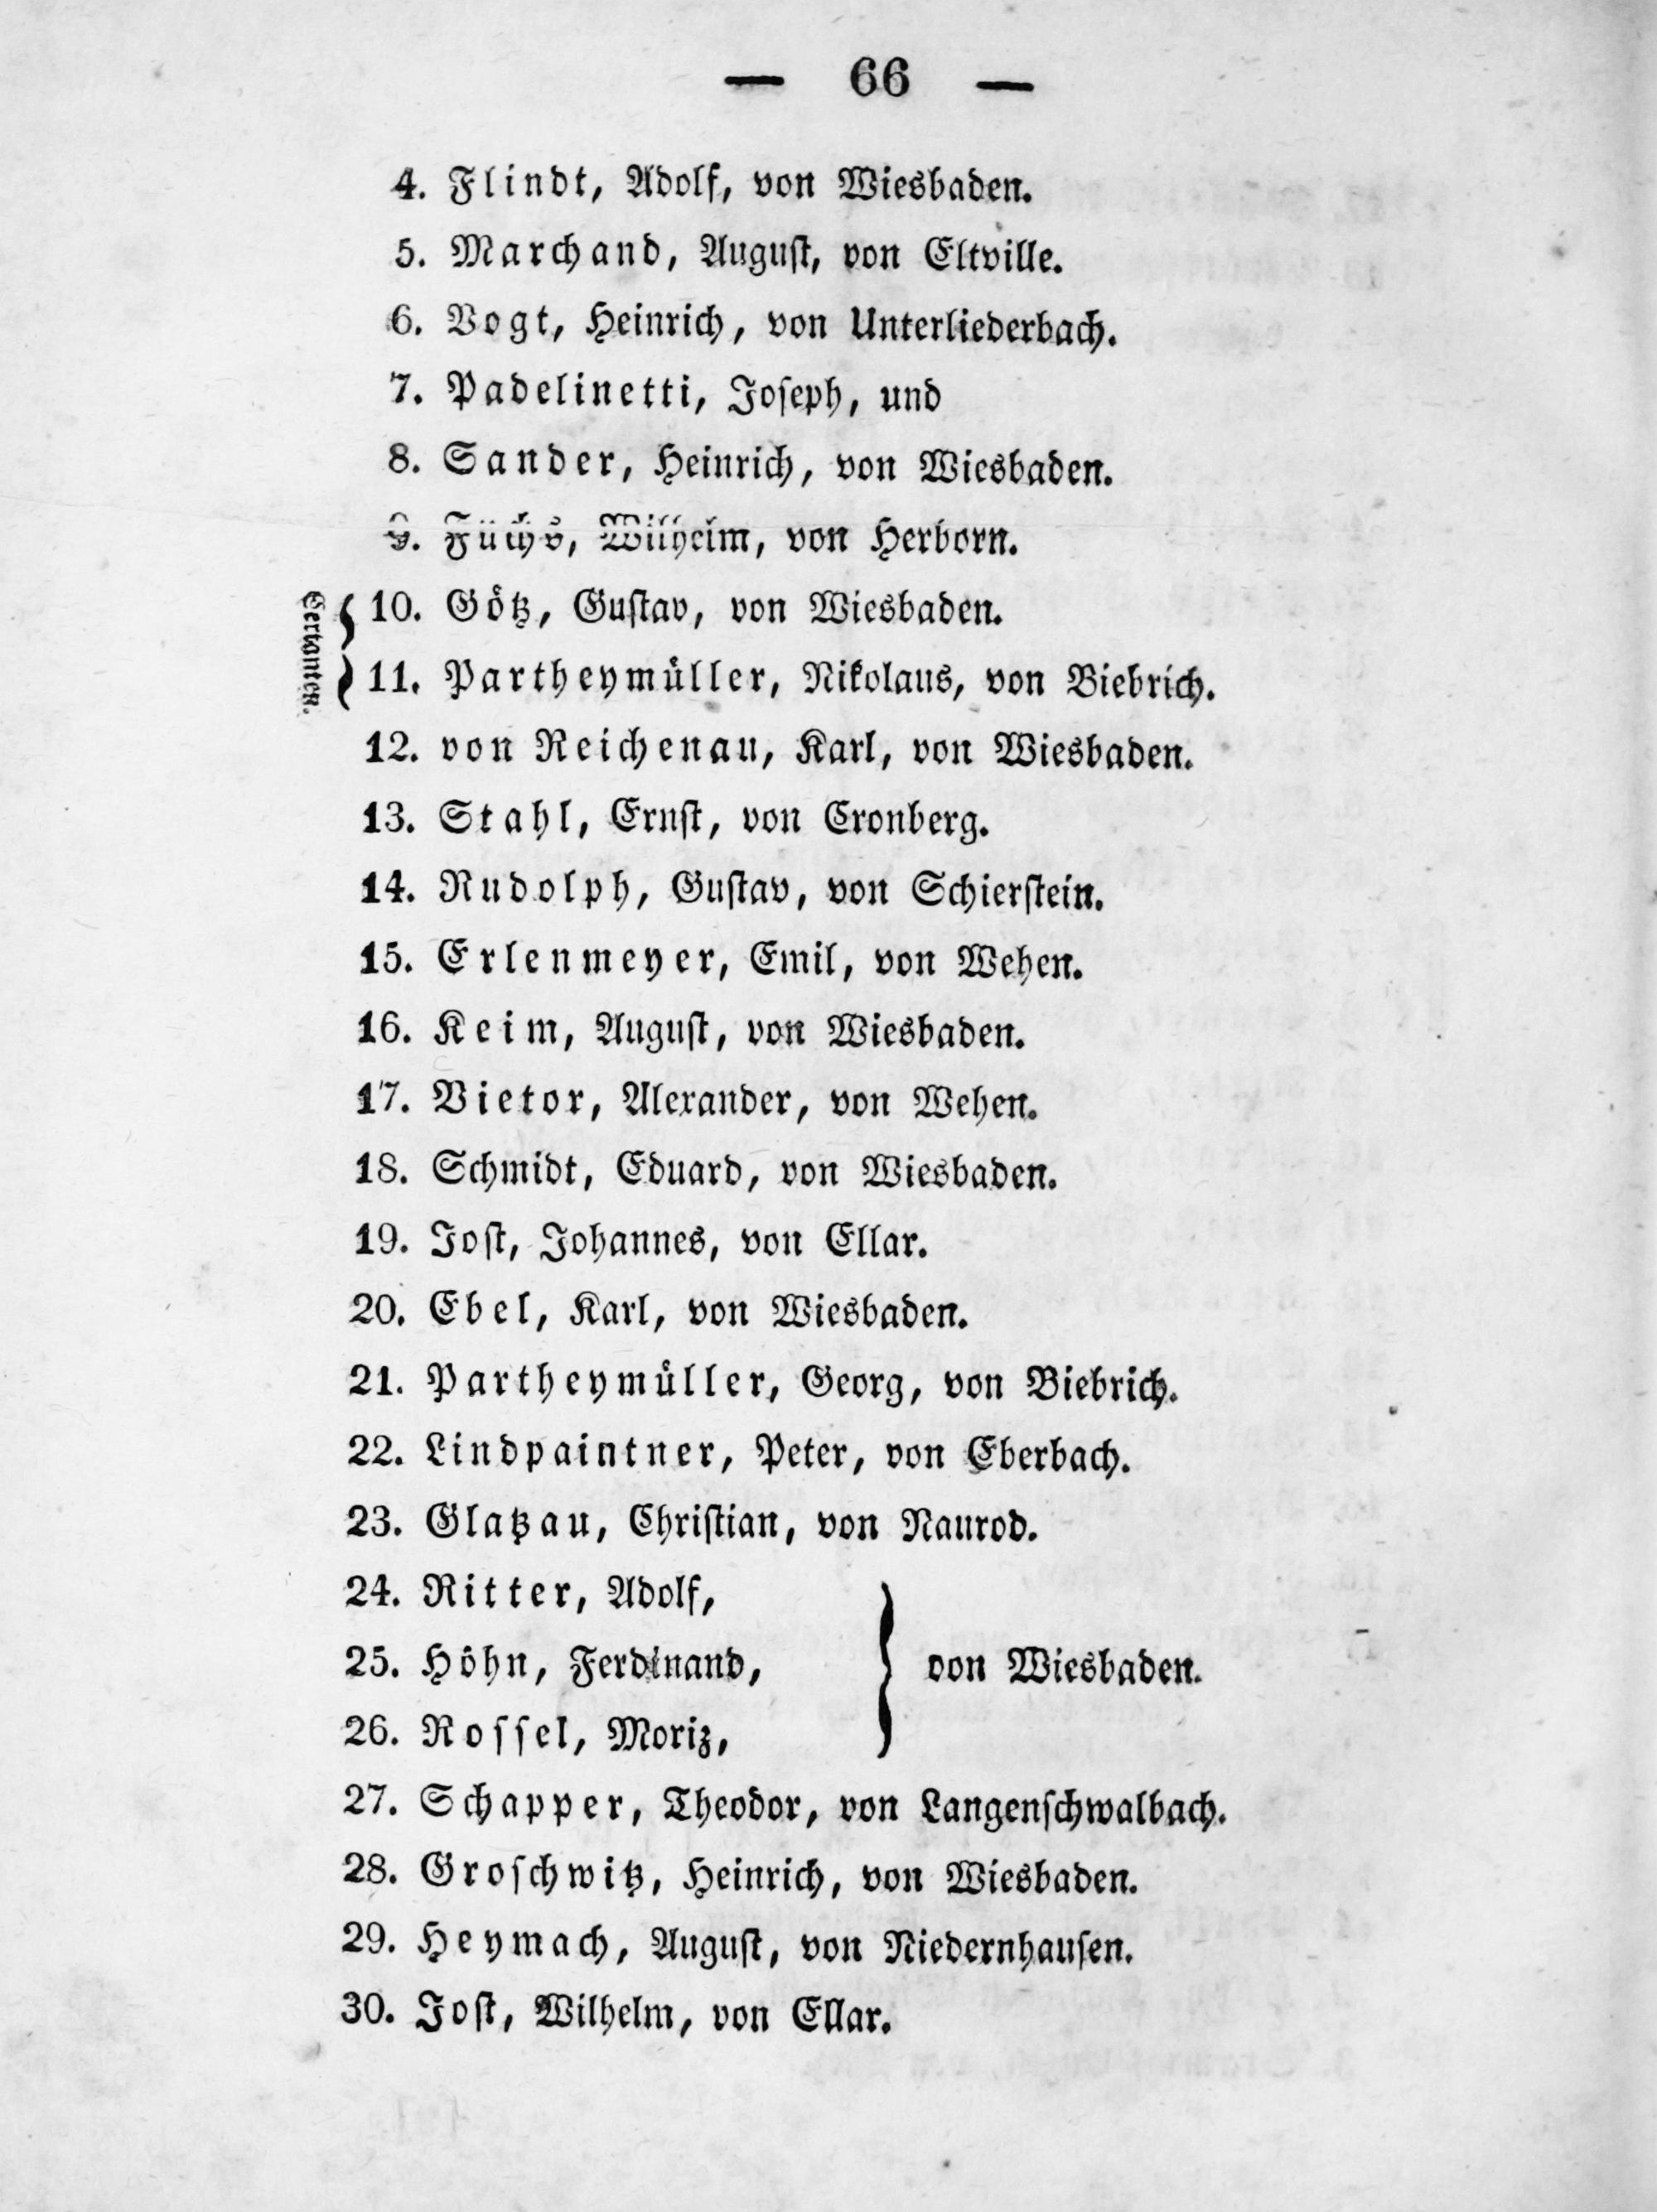 — 66 —
4. Flindt, Adolf, von Wiesbaden.
5. Marchand, August, von Eltville.
6. Vogt, Heinrich, von Unterliederbach.
7. Padelinetti, Joseph, und
8. Sander, Heinrich, von Wiesbaden.
9. Fuchs, Wilhelm, von Herborn.
Certanten.
10. Götz, Gustav, von Wiesbaden.
11. Partheymüller, Nikolaus, von Biebrich.
12. von Reichenau, Karl, von Wiesbaden.
13. Stahl, Ernst, von Cronberg.
14. Rudolph, Gustav, von Schierstein.
15. Erlenmeyer, Emil, von Wehen.
16. Keim, August, von Wiesbaden.
17. Vietor, Alexander, von Wehen.
18. Schmidt, Eduard, von Wiesbaden.
19. Jost, Johannes, von Ellar.
20. Ebel, Karl, von Wiesbaden.
21. Partheymüller, Georg, von Biebrich.
22. Lindpaintner, Peter, von Eberbach.
23. Glatzau, Christian, von Naurod.
24. Ritter, Adolf,
25. Höhn, Ferdinand, } von Wiesbaden.
26. Rossel, Moriz,
27. Schapper, Theodor, von Langenschwalbach.
28. Groschwitz, Heinrich, von Wiesbaden.
29. Heymach, August, von Niedernhausen.
30. Jost, Wilhelm, von Ellar.